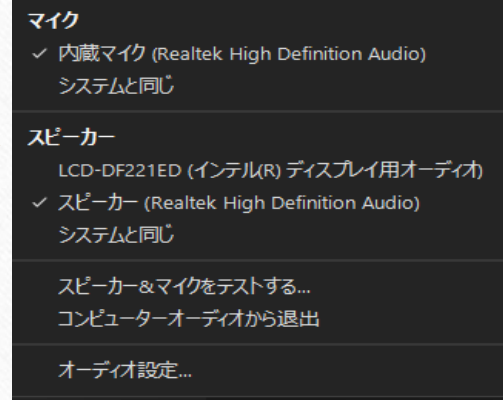 マイク
内蔵マイク (Realtek High Definition Audio)
システムと同じ
スピーカー
LCD-DF221ED (インテル(R) ディスプレイ用オーディオ)
スピーカー (Realtek High Definition Audio)
システムと同じ
スピーカー&マイクをテストする...
コンピューターオーディオから退出
オーディオ設定...